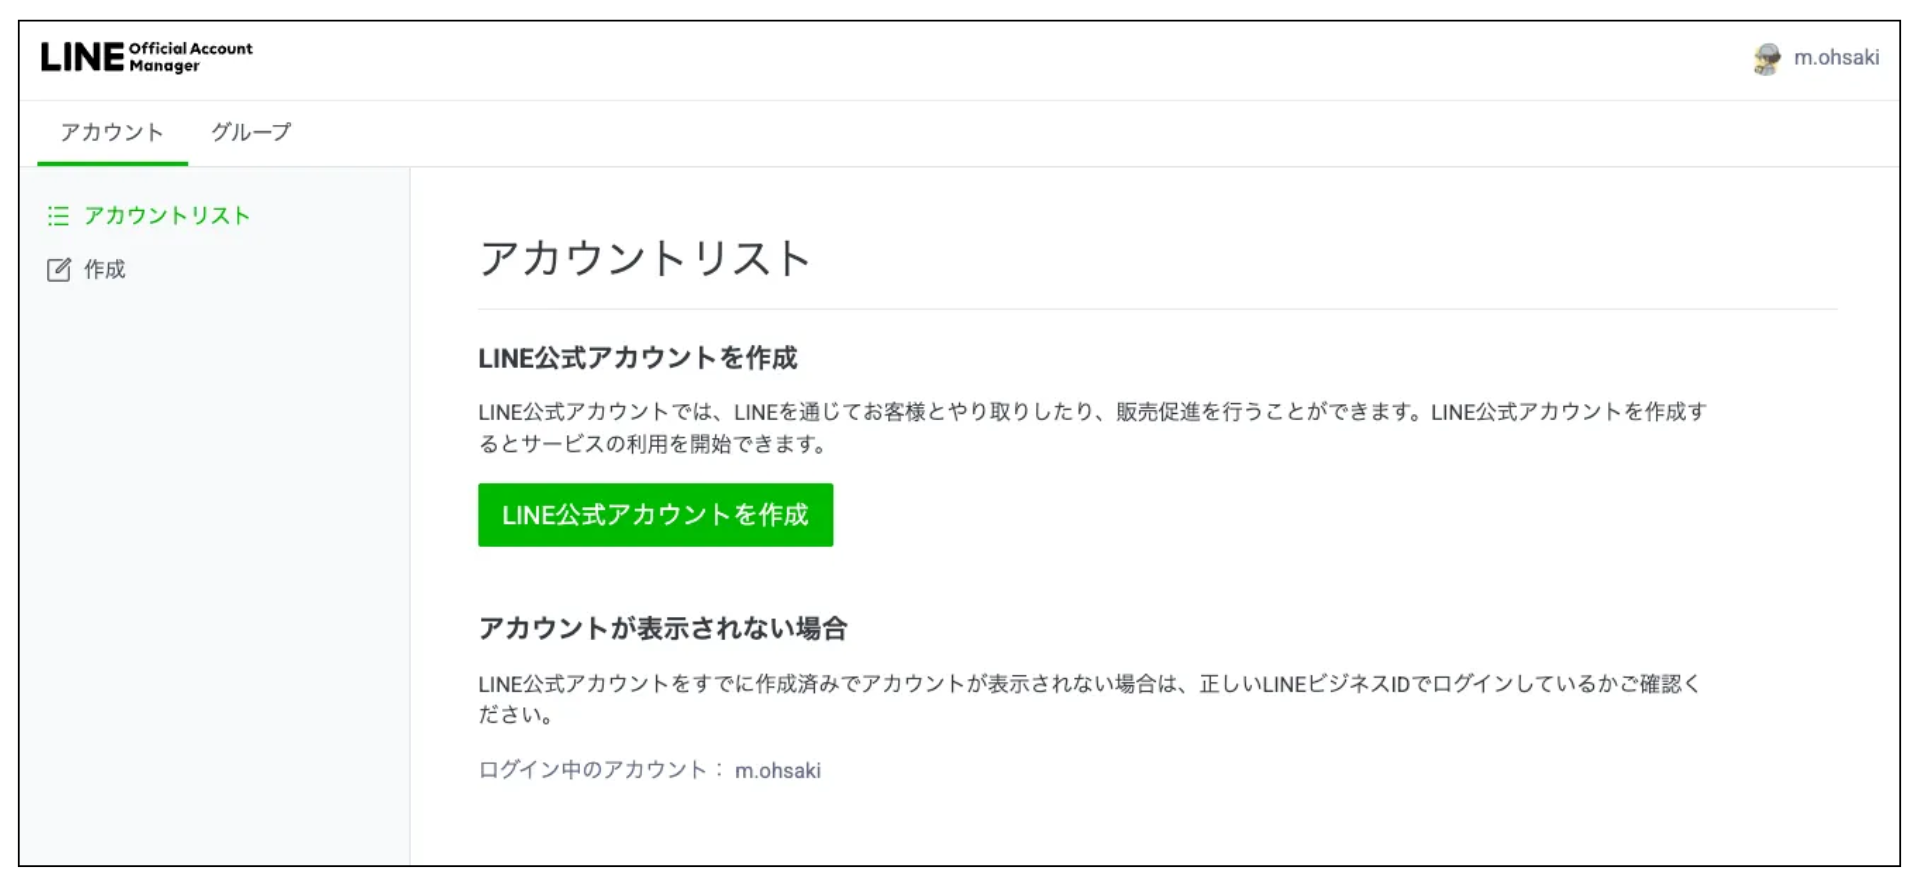 LINE Official Account
Manager
m.ohsaki
アカウント グループ
アカウントリスト
作成
アカウントリスト
LINE公式アカウントを作成
LINE公式アカウントでは、LINEを通じてお客様とやり取りしたり、販売促進を行うことができます。LINE公式アカウントを作成す
るとサービスの利用を開始できます。
LINE公式アカウントを作成
アカウントが表示されない場合
LINE公式アカウントをすでに作成済みでアカウントが表示されない場合は、正しいLINEビジネスIDでログインしているかご確認く
ださい。
ログイン中のアカウント： m.ohsaki